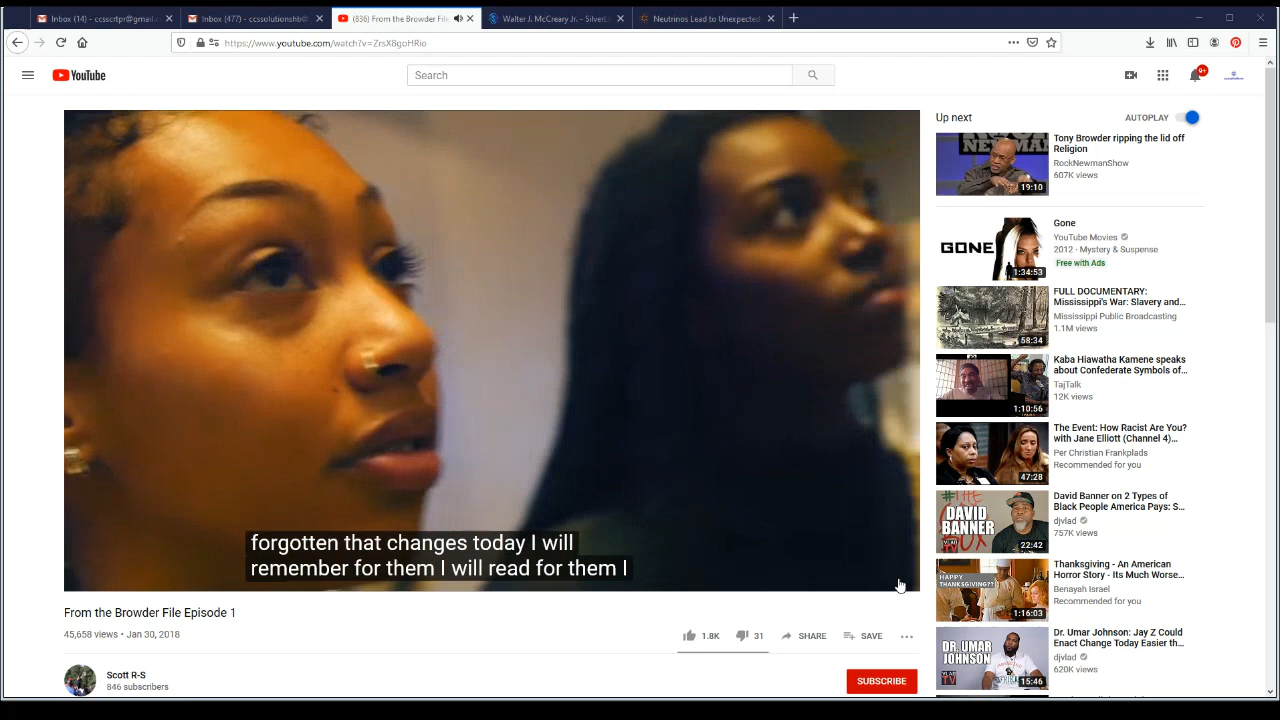 Inbox (14) - ccsscrtpr@gmail.
Inbox (477) - ccssolutionshb@
(836) From the Browder File
Walter J. McCreary Jr. - SilverL
Neutrinos Lead to Unexpected
https://www.youtube.com/watch?v=ZrsX8goHRio
YouTube
Search
9+
Up next
AUTOPLAY
NEWMAN
19:10
Tony Browder ripping the lid off
Religion
RockNewmanShow
607K views
GONE
1:34:53
Gone
YouTube Movies
2012 · Mystery & Suspense
Free with Ads
58:34
FULL DOCUMENTARY:
Mississippi's War: Slavery and...
Mississippi Public Broadcasting
1.1M views
1:10:56
Kaba Hiawatha Kamene speaks
about Confederate Symbols of...
TajTalk
12K views
47:28
The Event: How Racist Are You?
with Jane Elliott (Channel 4)...
Per Christian Frankplads
Recommended for you
DAVID
BANNER
22:42
David Banner on 2 Types of
Black People America Pays: S...
djvlad
757K views
HAPPY
THANKSGIVING??
1:16:03
Thanksgiving - An American
Horror Story - Its Much Worse...
Benayah Israel
Recommended for you
DR. UMAR
JOHNSON
15:46
Dr. Umar Johnson: Jay Z Could
Enact Change Today Easier th...
djvlad
620K views
forgotten that changes today I will
remember for them I will read for them I
From the Browder File Episode 1
45,658 views • Jan 30, 2018
1.8K
31
SHARE
SAVE
Scott R-S
846 subscribers
SUBSCRIBE